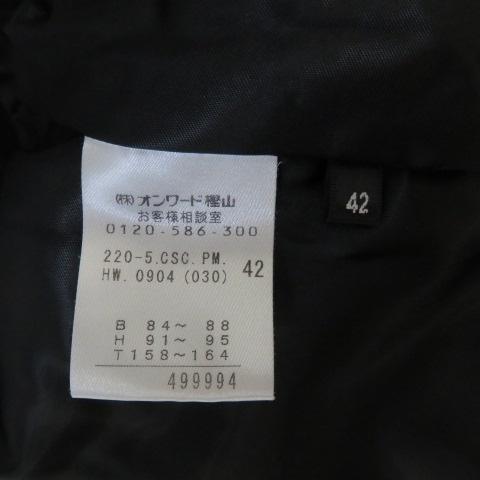 (株)オンワード樫山
お客様相談室
0120-586-300
220-5.CSC.PM.
HW.0904(030) 42
B 84～ 88
H 91～ 95
T158～164
499994
42